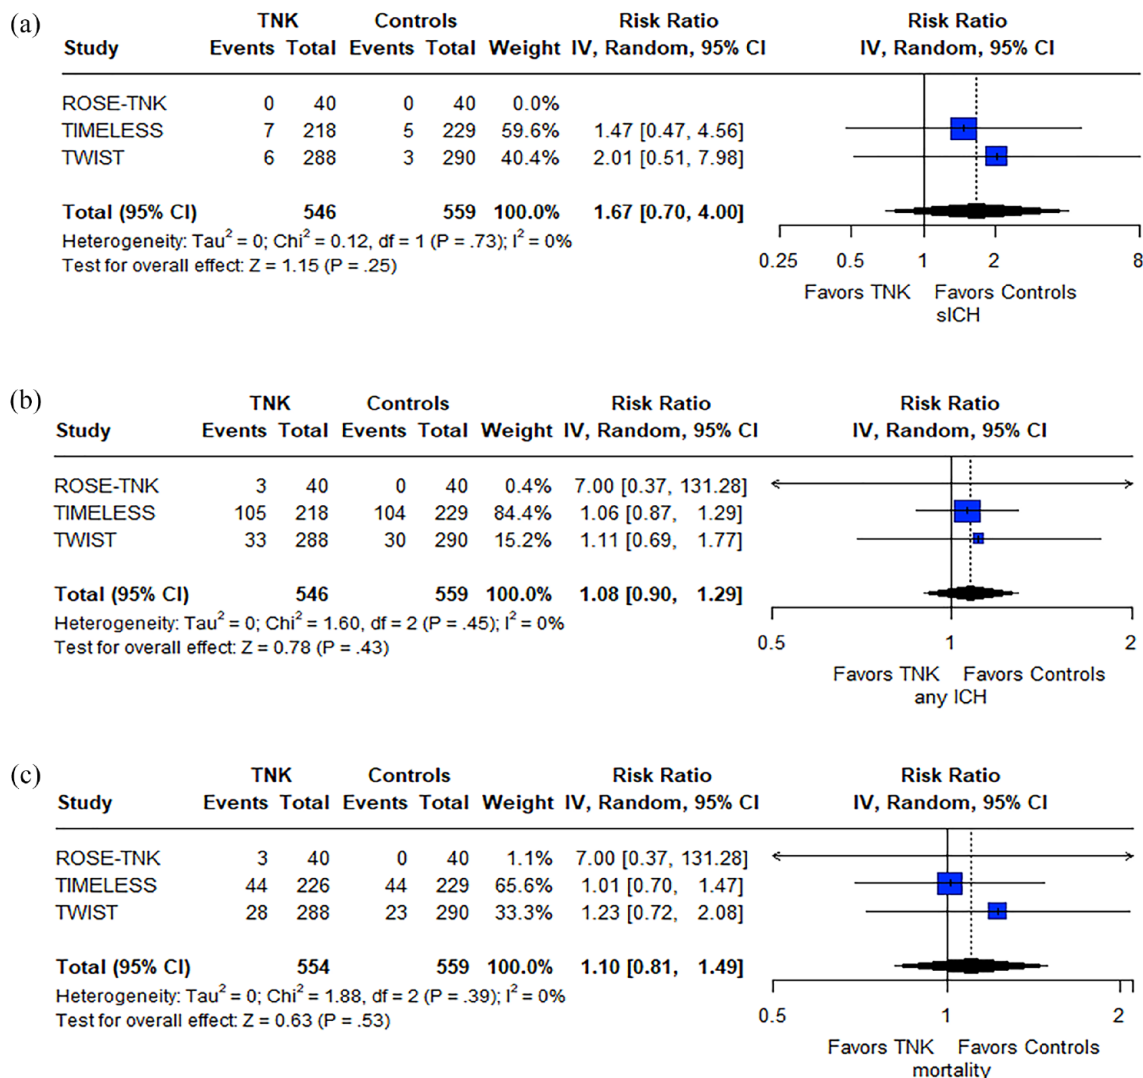 (a)
TNK Controls Risk Ratio Risk Ratio
Study Events Total Events Total Weight IV, Random, 95% CI IV, Random, 95% CI
ROSE-TNK 0 40 0 40 0.0%
TIMELESS 7 218 5 229 59.6% 1.47 [0.47, 4.56]
TWIST 6 288 3 290 40.4% 2.01 [0.51, 7.98]
Total (95% CI) 546 559 100.0% 1.67 [0.70, 4.00]
Heterogeneity: Tau² = 0; Chi² = 0.12, df = 1 (P = .73); I² = 0%
Test for overall effect: Z = 1.15 (P = .25)
0.25 0.5 1 2 8
Favors TNK Favors Controls
sICH
(b)
TNK Controls Risk Ratio Risk Ratio
Study Events Total Events Total Weight IV, Random, 95% CI IV, Random, 95% CI
ROSE-TNK 3 40 0 40 0.4% 7.00 [0.37, 131.28]
TIMELESS 105 218 104 229 84.4% 1.06 [0.87, 1.29]
TWIST 33 288 30 290 15.2% 1.11 [0.69, 1.77]
Total (95% CI) 546 559 100.0% 1.08 [0.90, 1.29]
Heterogeneity: Tau² = 0; Chi² = 1.60, df = 2 (P = .45); I² = 0%
Test for overall effect: Z = 0.78 (P = .43)
0.5 1 2
Favors TNK Favors Controls
any ICH
(c)
TNK Controls Risk Ratio Risk Ratio
Study Events Total Events Total Weight IV, Random, 95% CI IV, Random, 95% CI
ROSE-TNK 3 40 0 40 1.1% 7.00 [0.37, 131.28]
TIMELESS 44 226 44 229 65.6% 1.01 [0.70, 1.47]
TWIST 28 288 23 290 33.3% 1.23 [0.72, 2.08]
Total (95% CI) 554 559 100.0% 1.10 [0.81, 1.49]
Heterogeneity: Tau² = 0; Chi² = 1.88, df = 2 (P = .39); I² = 0%
Test for overall effect: Z = 0.63 (P = .53)
0.5 1 2
Favors TNK Favors Controls
mortality